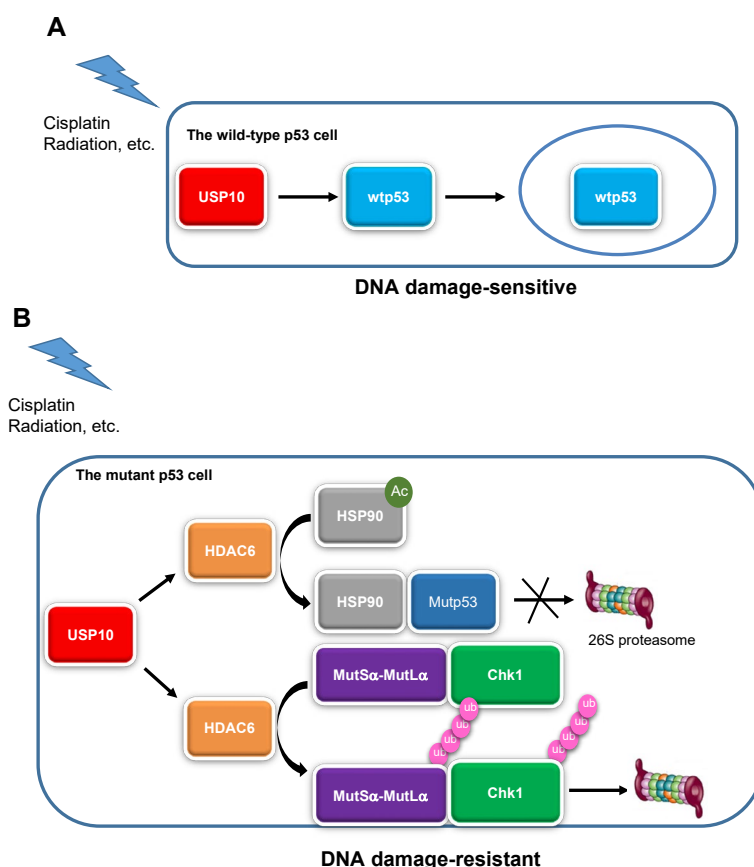 A
Cisplatin
Radiation, etc.
The wild-type p53 cell
USP10
wtp53
wtp53
DNA damage-sensitive
B
Cisplatin
Radiation, etc.
The mutant p53 cell
Ac
HSP90
HDAC6
HSP90
Mutp53
26S proteasome
USP10
MutSα-MutLα
Chk1
HDAC6
ub
ub
ub
ub
ub
ub
ub
ub
MutSα-MutLα
Chk1
DNA damage-resistant